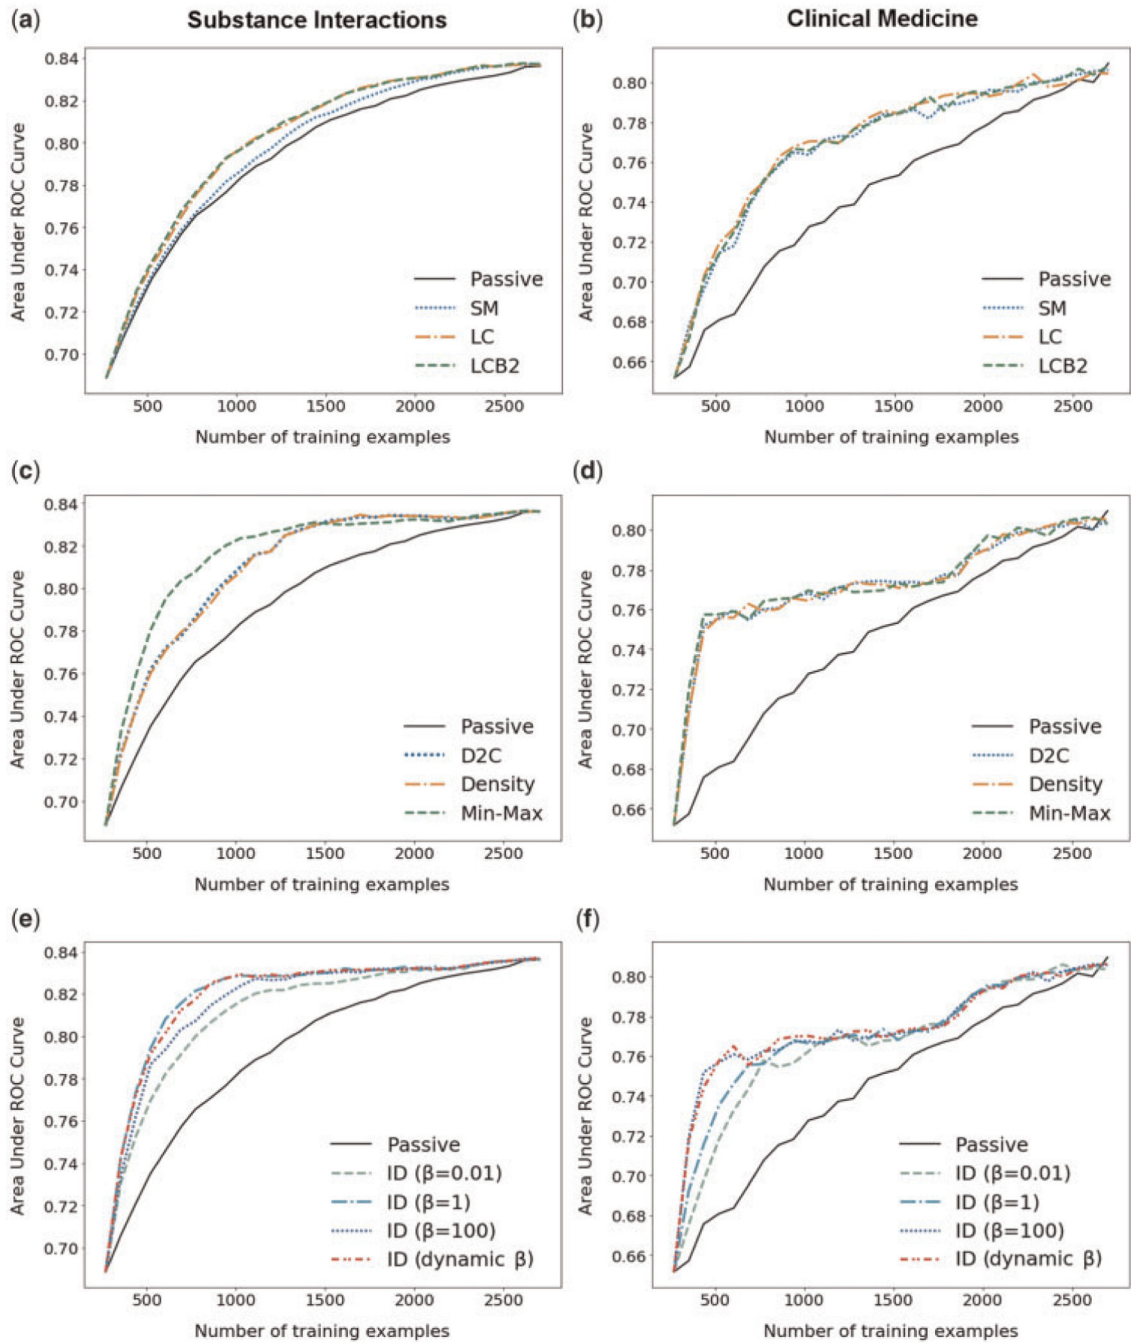 (a) Substance Interactions
(b) Clinical Medicine
Area Under ROC Curve
0.84
0.82
0.80
0.78
0.76
0.74
0.72
0.70
Passive
SM
LC
LCB2
500 1000 1500 2000 2500
Number of training examples
Area Under ROC Curve
0.80
0.78
0.76
0.74
0.72
0.70
0.68
0.66
Passive
SM
LC
LCB2
500 1000 1500 2000 2500
Number of training examples
(c)
Area Under ROC Curve
0.84
0.82
0.80
0.78
0.76
0.74
0.72
0.70
Passive
D2C
Density
Min-Max
500 1000 1500 2000 2500
Number of training examples
(d)
Area Under ROC Curve
0.80
0.78
0.76
0.74
0.72
0.70
0.68
0.66
Passive
D2C
Density
Min-Max
500 1000 1500 2000 2500
Number of training examples
(e)
Area Under ROC Curve
0.84
0.82
0.80
0.78
0.76
0.74
0.72
0.70
Passive
ID (β=0.01)
ID (β=1)
ID (β=100)
ID (dynamic β)
500 1000 1500 2000 2500
Number of training examples
(f)
Area Under ROC Curve
0.80
0.78
0.76
0.74
0.72
0.70
0.68
0.66
Passive
ID (β=0.01)
ID (β=1)
ID (β=100)
ID (dynamic β)
500 1000 1500 2000 2500
Number of training examples